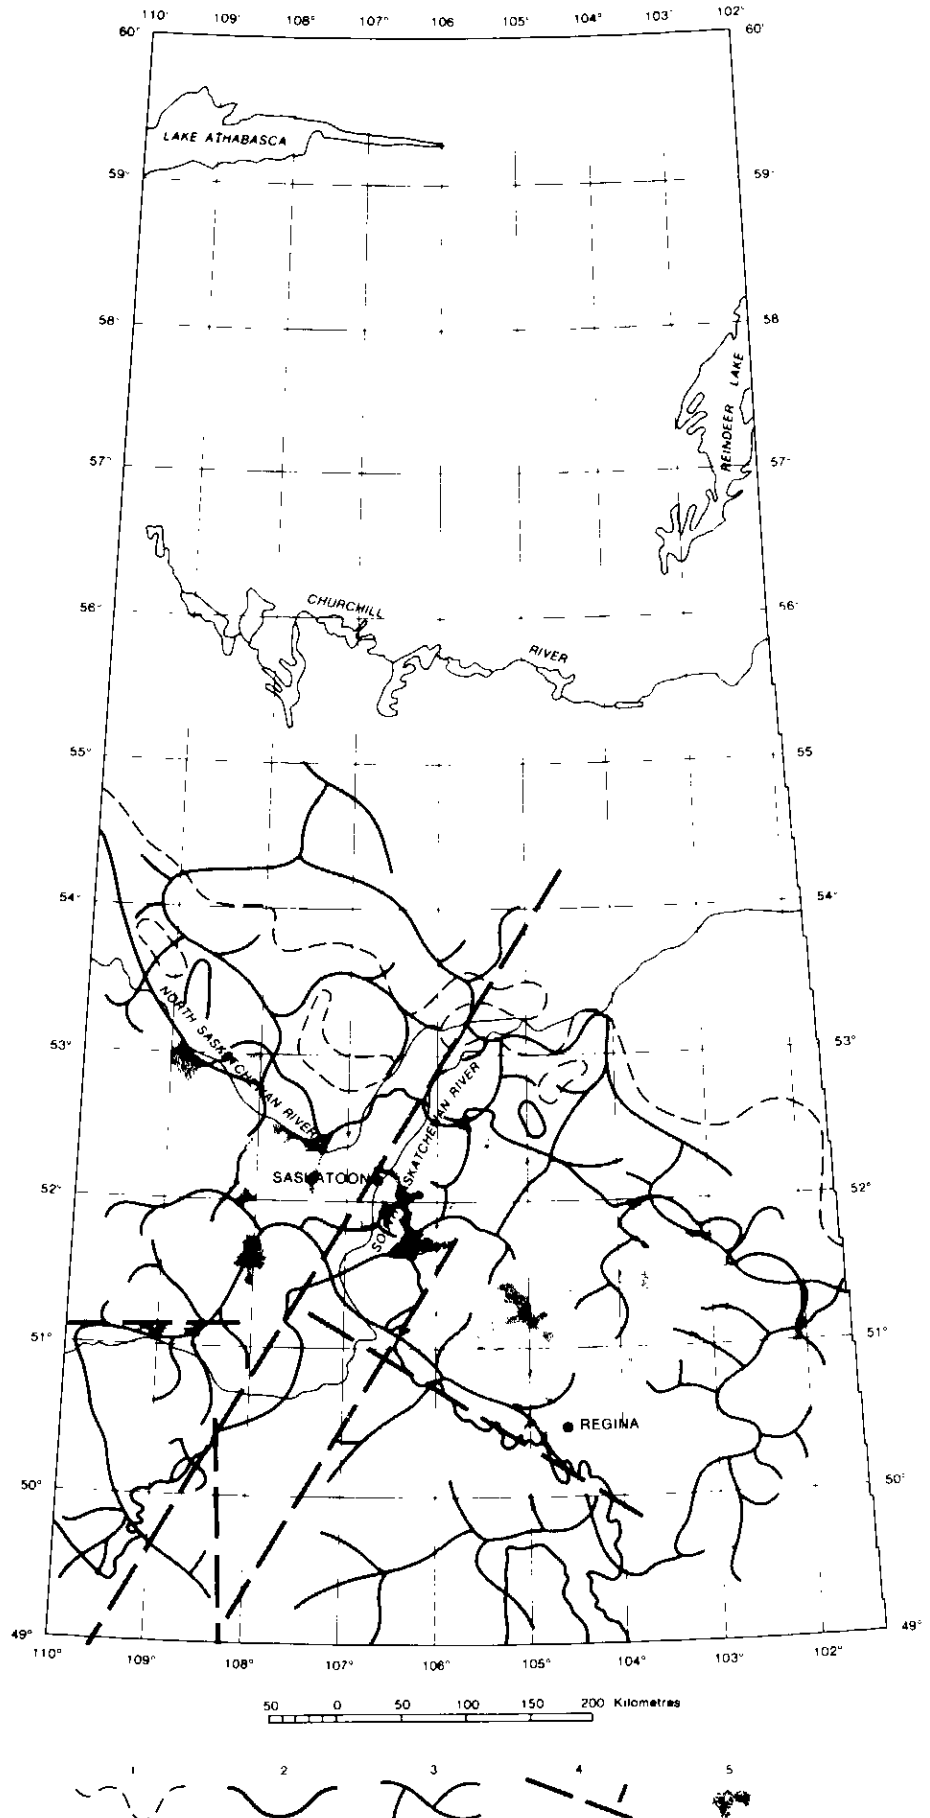 110° 109° 108° 107° 106 105° 104° 103° 102°
60° 60°
LAKE ATHABASCA
59° 59°
58° 58
REINDEER LAKE
57° 57°
56° 56°
CHURCHILL
RIVER
55° 55
54° 54°
NORTH SASKATCHEWAN RIVER
53° 53°
SASKATCHEWAN RIVER
SASKATOON
52° 52°
51° 51°
REGINA
50° 50°
49° 49°
110° 109° 108° 107° 106° 105° 104° 103° 102°
50 0 50 100 150 200 Kilometres
1 2 3 4 5